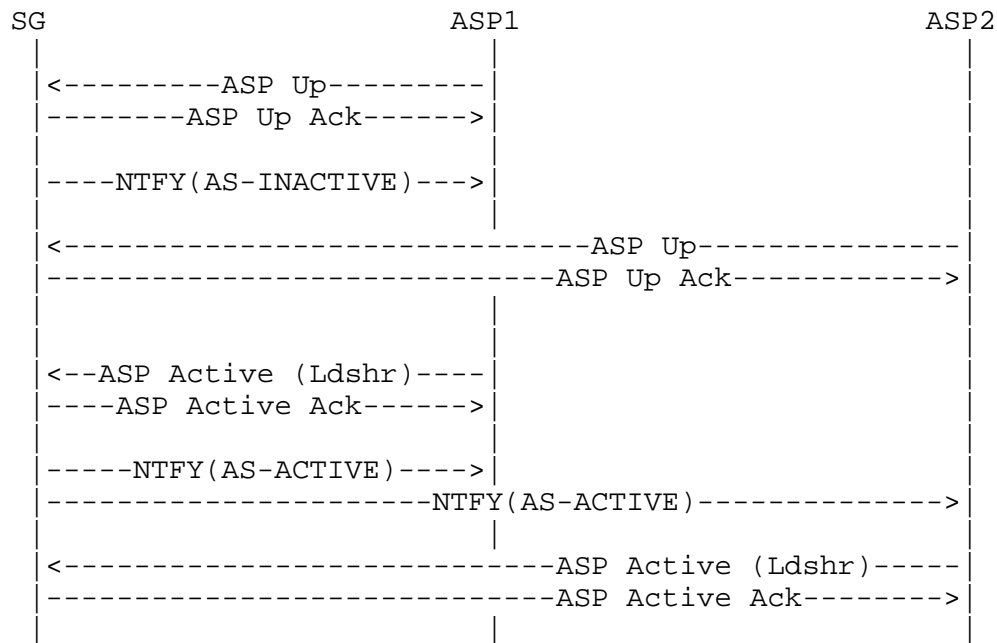 SG ASP1 ASP2
<---------ASP Up---------
--------ASP Up Ack------>
----NTFY(AS-INACTIVE)--->
<------------------------------ASP Up---------------
-----------------------------ASP Up Ack------------>
<--ASP Active (Ldshr)----
----ASP Active Ack------>
-----NTFY(AS-ACTIVE)---->
----------------------NTFY(AS-ACTIVE)-------------->
<----------------------------ASP Active (Ldshr)-----
-----------------------------ASP Active Ack-------->